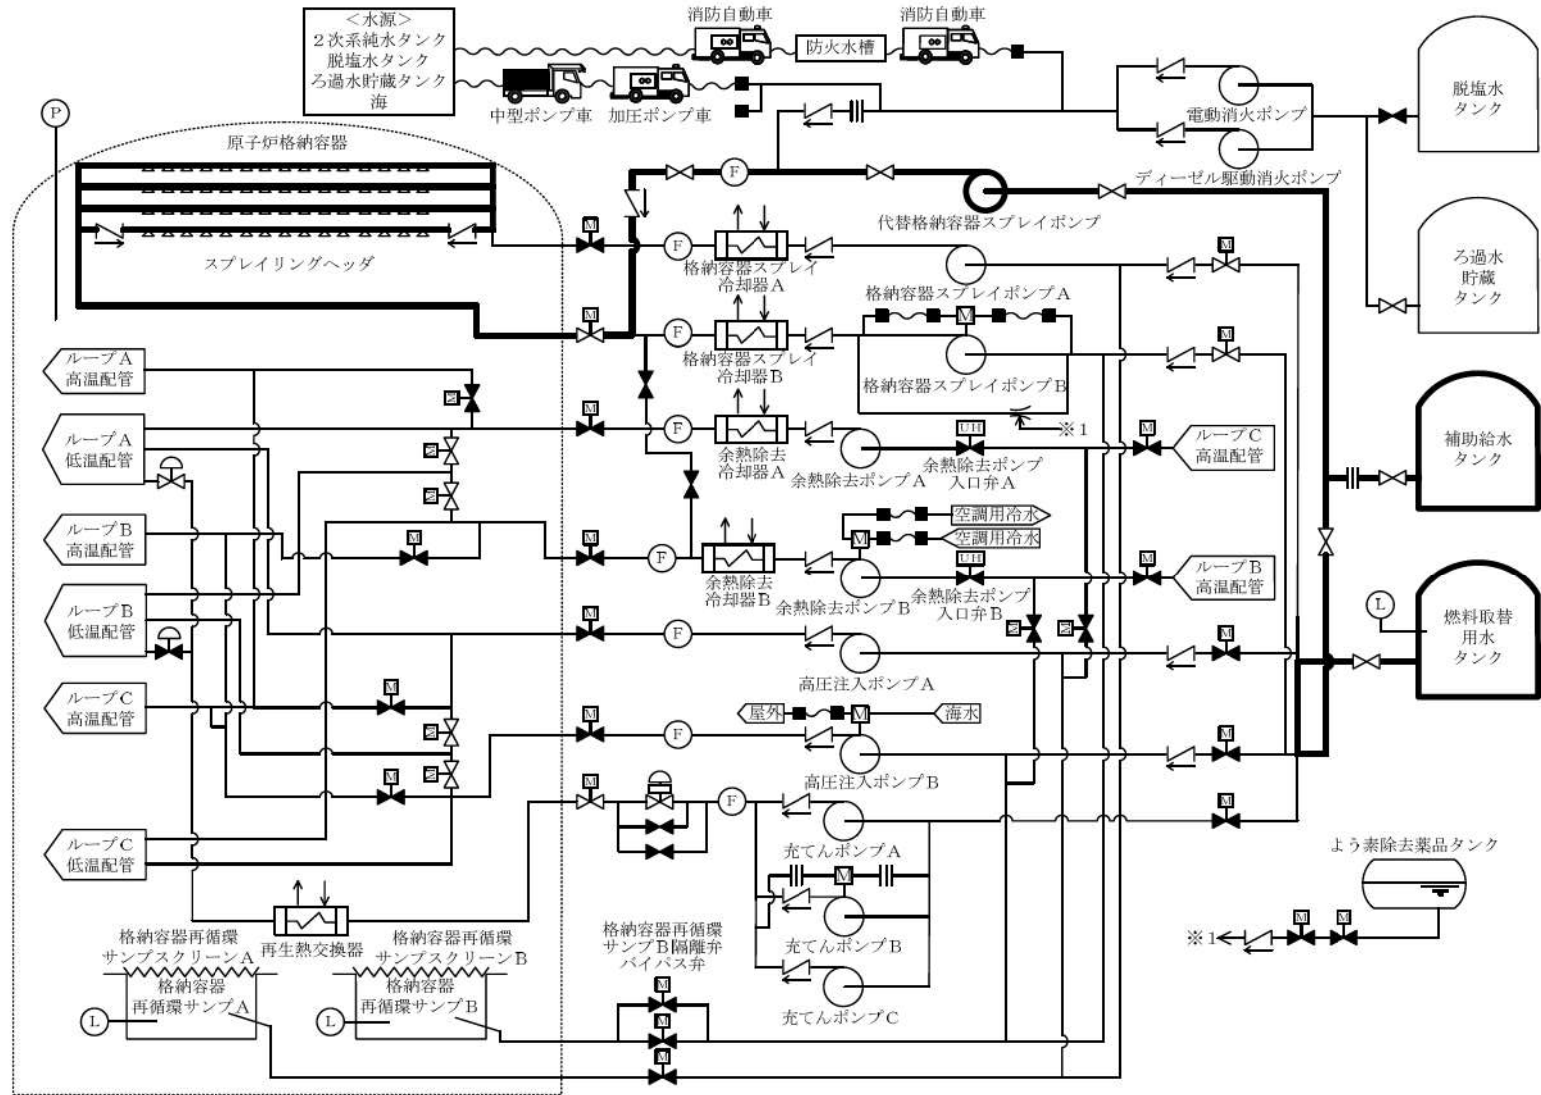 <水源>
2次系純水タンク
脱塩水タンク
ろ過水貯蔵タンク
海
消防自動車
消防自動車
防火水槽
中型ポンプ車
加圧ポンプ車
電動消火ポンプ
ディーゼル駆動消火ポンプ
脱塩水
タンク
P
原子炉格納容器
スプレイリングヘッダ
F
代替格納容器スプレイポンプ
ろ過水
貯蔵
タンク
M
F
格納容器スプレイ
冷却器A
格納容器スプレイポンプA
M
M
F
格納容器スプレイ
冷却器B
M
格納容器スプレイポンプB
M
ループA
高温配管
M
ループA
低温配管
M
M
M
F
余熱除去
冷却器A
余熱除去ポンプA
UH
余熱除去ポンプ
入口弁A
※1
M
ループC
高温配管
補助給水
タンク
ループB
高温配管
M
M
F
余熱除去
冷却器B
M
空調用冷水
空調用冷水
余熱除去ポンプB
UH
余熱除去ポンプ
入口弁B
M
ループB
高温配管
ループB
低温配管
M
F
高圧注入ポンプA
M
M
M
L
燃料取替
用水
タンク
ループC
高温配管
M
M
M
M
M
F
屋外
M
海水
高圧注入ポンプB
M
ループC
低温配管
M
F
充てんポンプA
M
M
充てんポンプB
充てんポンプC
よう素除去薬品タンク
※1
M
M
再生熱交換器
格納容器再循環
サンプスクリーンA
格納容器
再循環サンプA
L
格納容器再循環
サンプスクリーンB
格納容器
再循環サンプB
L
格納容器再循環
サンプB隔離弁
バイパス弁
M
M
M